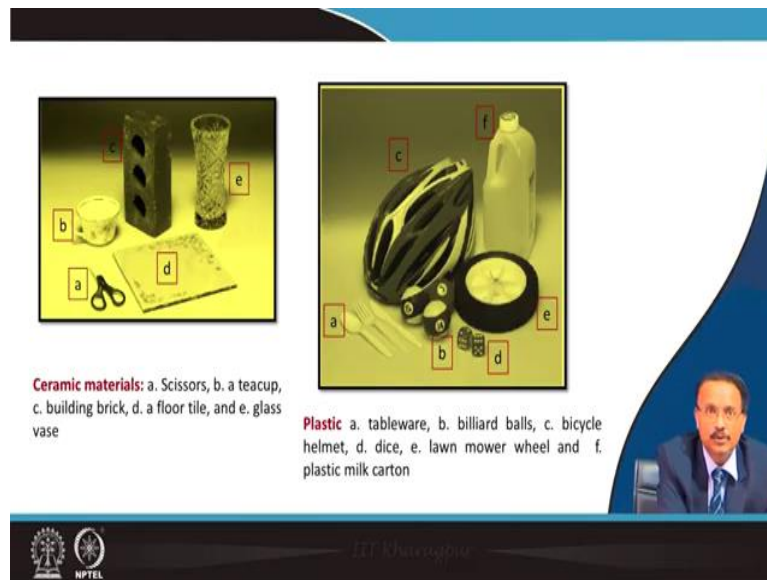 c
e
b
d
a
f
c
a
b
d
e
Ceramic materials: a. Scissors, b. a teacup,
c. building brick, d. a floor tile, and e. glass
vase
Plastic a. tableware, b. billiard balls, c. bicycle
helmet, d. dice, e. lawn mower wheel and f.
plastic milk carton
NPTEL
IIT Kharagpur